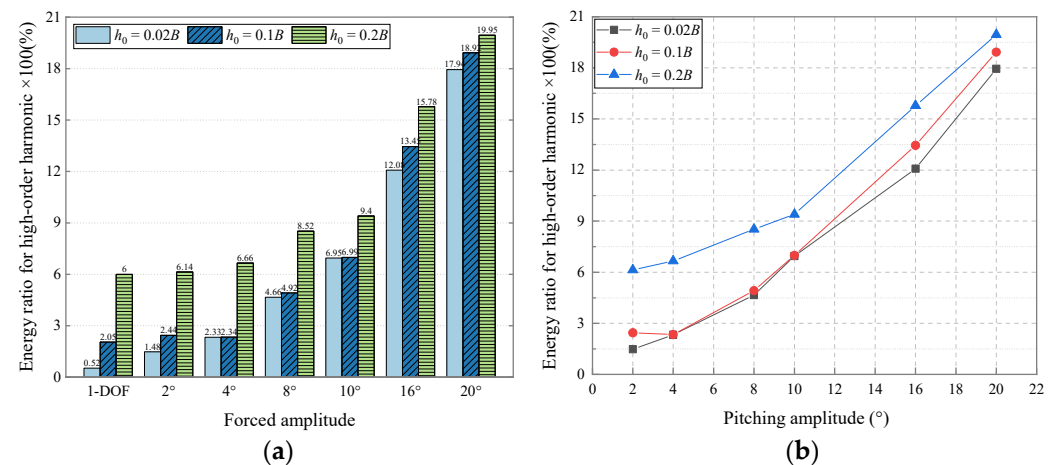 Energy ratio for high-order harmonic ×100(%)
21
18
15
12
9
6
3
0
h0 = 0.02B
h0 = 0.1B
h0 = 0.2B
0.52
2.05
6
1.48
2.44
6.14
2.33
2.34
6.66
4.66
4.92
8.52
6.95
6.99
9.4
12.08
13.45
15.78
19.95
1-DOF
2°
4°
8°
10°
16°
20°
Forced amplitude
(a)
Energy ratio for high-order harmonic ×100(%)
21
18
15
12
9
6
3
0
h0 = 0.02B
h0 = 0.1B
h0 = 0.2B
0 2 4 6 8 10 12 14 16 18 20 22
Pitching amplitude (°)
(b)